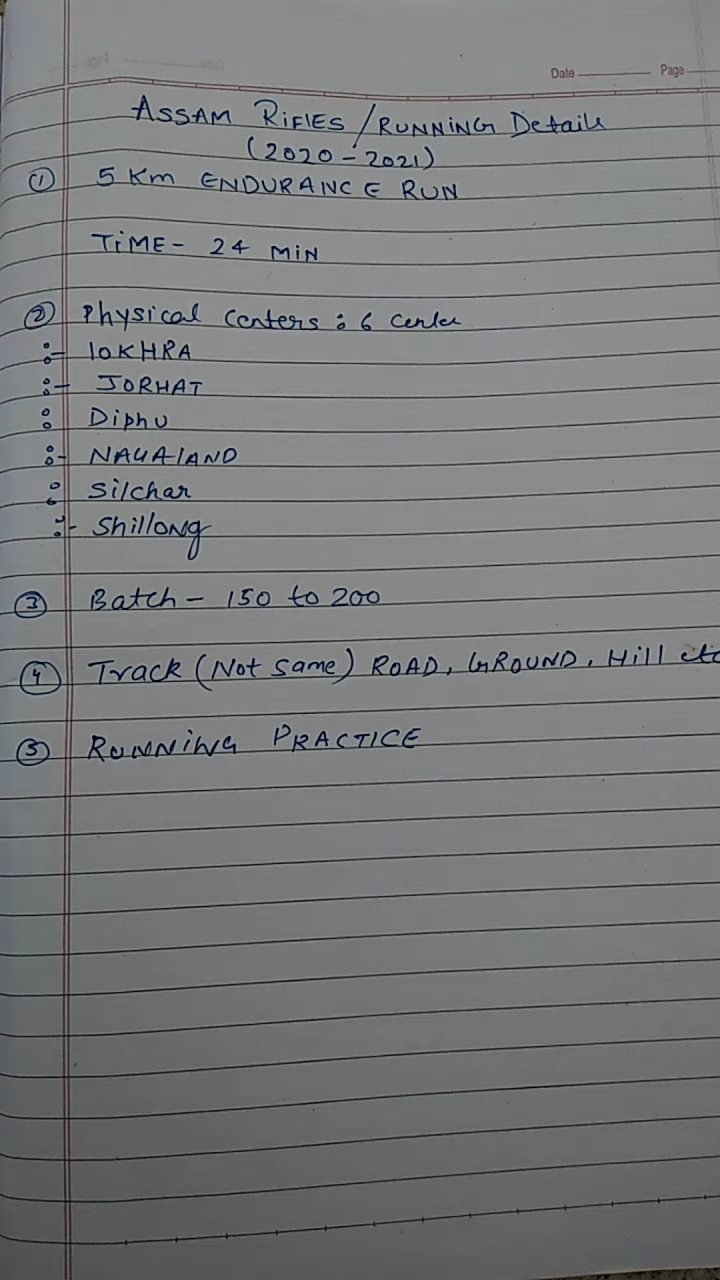 Date Page
ASSAM RIFlES / RUNNING Details
(2020-2021)
① 5 Km ENDURANCE RUN
TiME - 24 MiN
② Physical Centers : 6 Center
:- lOKHRA
:- JORHAT
: Diphu
:- NAGAlAND
: Silchar
:- Shillong
③ Batch - 150 to 200
④ Track (Not Same) ROAD, GROUND, Hill etc
⑤ RUNNiNG PRACTICE